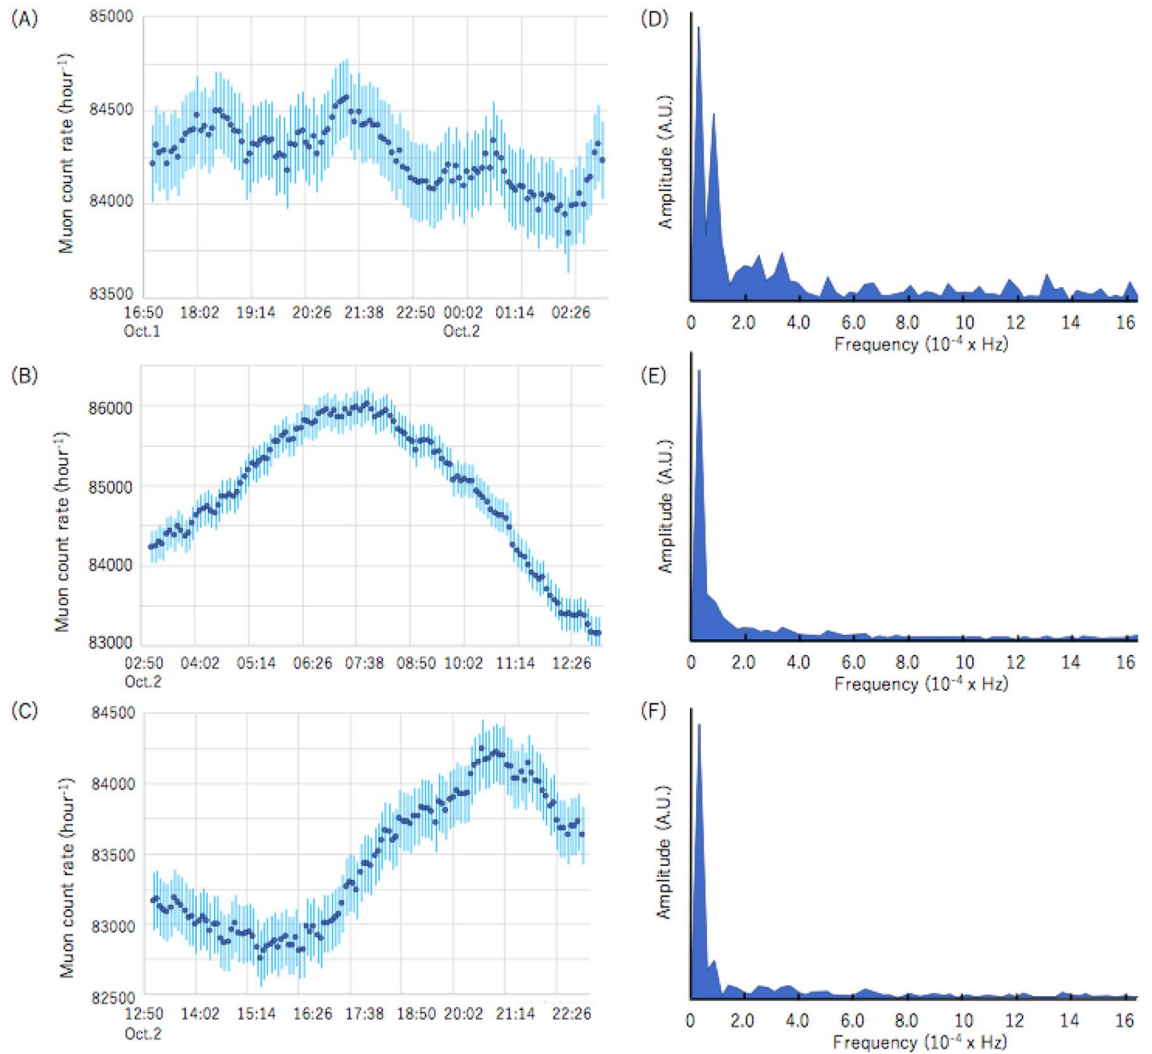 (A)
Muon count rate (hour-1)
85000
84500
84000
83500
16:50 18:02 19:14 20:26 21:38 22:50 00:02 01:14 02:26
Oct.1 Oct.2
(D)
Amplitude (A.U.)
0 2.0 4.0 6.0 8.0 10 12 14 16
Frequency (10-4 x Hz)
(B)
Muon count rate (hour-1)
86000
85000
84000
83000
02:50 04:02 05:14 06:26 07:38 08:50 10:02 11:14 12:26
Oct.2
(E)
Amplitude (A.U.)
0 2.0 4.0 6.0 8.0 10 12 14 16
Frequency (10-4 x Hz)
(C)
Muon count rate (hour-1)
84500
84000
83500
83000
82500
12:50 14:02 15:14 16:26 17:38 18:50 20:02 21:14 22:26
Oct.2
(F)
Amplitude (A.U.)
0 2.0 4.0 6.0 8.0 10 12 14 16
Frequency (10-4 x Hz)